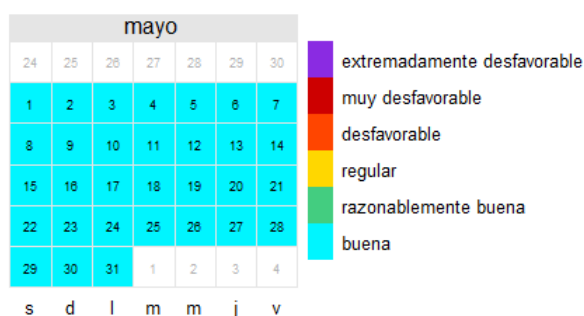 mayo
24 25 26 27 28 29 30
1 2 3 4 5 6 7
8 9 10 11 12 13 14
15 16 17 18 19 20 21
22 23 24 25 26 27 28
29 30 31 1 2 3 4
s d l m m j v
extremadamente desfavorable
muy desfavorable
desfavorable
regular
razonablemente buena
buena